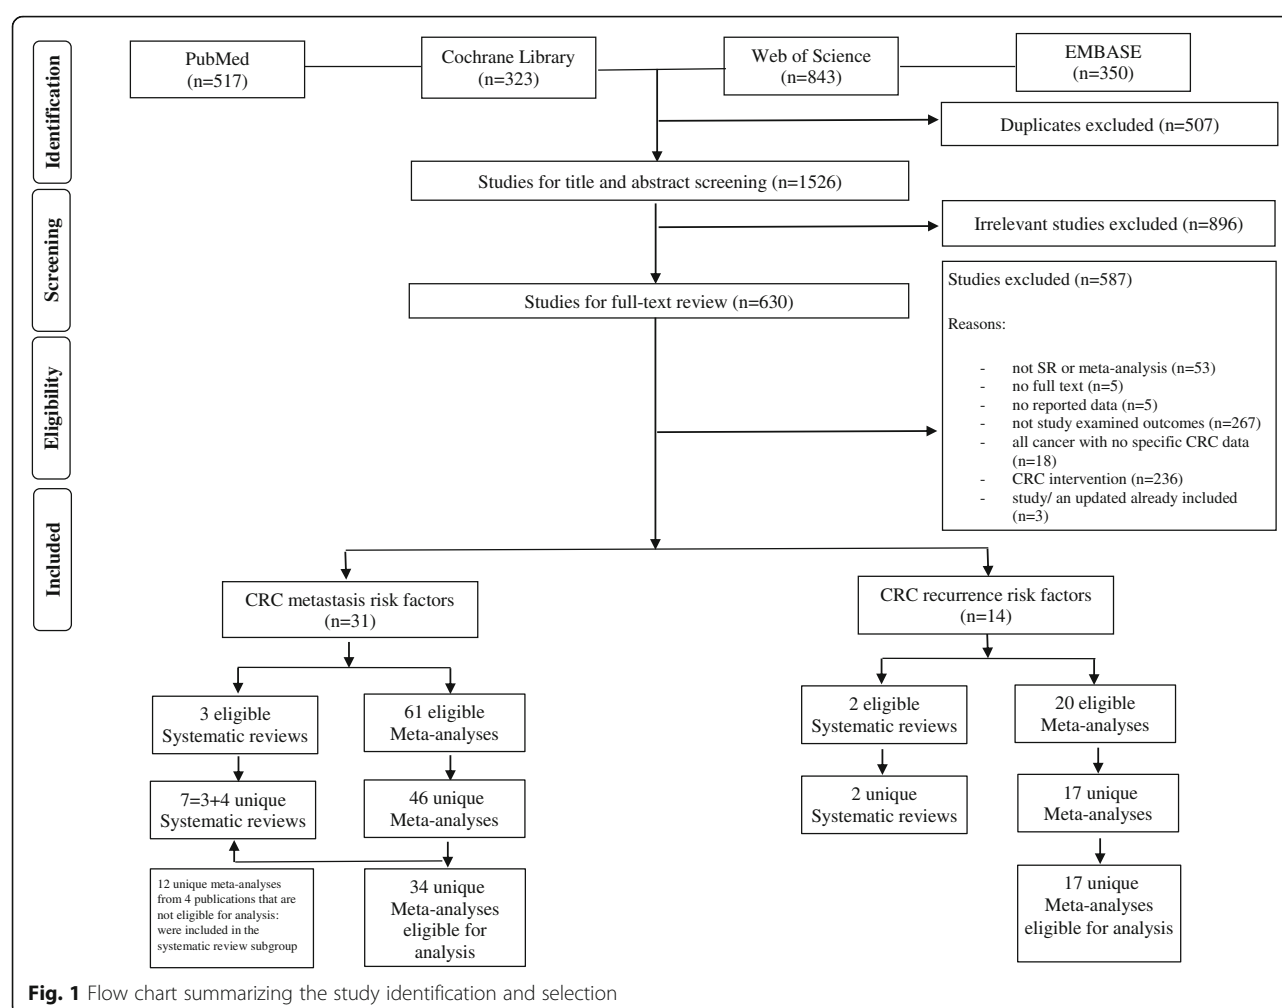 Identification
Screening
Eligibility
Included
PubMed
(n=517)
Cochrane Library
(n=323)
Web of Science
(n=843)
EMBASE
(n=350)
Duplicates excluded (n=507)
Studies for title and abstract screening (n=1526)
Irrelevant studies excluded (n=896)
Studies for full-text review (n=630)
Studies excluded (n=587)
Reasons:
- not SR or meta-analysis (n=53)
- no full text (n=5)
- no reported data (n=5)
- not study examined outcomes (n=267)
- all cancer with no specific CRC data
(n=18)
- CRC intervention (n=236)
- study/ an updated already included
(n=3)
CRC metastasis risk factors
(n=31)
CRC recurrence risk factors
(n=14)
3 eligible
Systematic reviews
61 eligible
Meta-analyses
2 eligible
Systematic reviews
20 eligible
Meta-analyses
7=3+4 unique
Systematic reviews
46 unique
Meta-analyses
2 unique
Systematic reviews
17 unique
Meta-analyses
12 unique meta-analyses
from 4 publications that are
not eligible for analysis:
were included in the
systematic review subgroup
34 unique
Meta-analyses
eligible for
analysis
17 unique
Meta-analyses
eligible for analysis
Fig. 1 Flow chart summarizing the study identification and selection